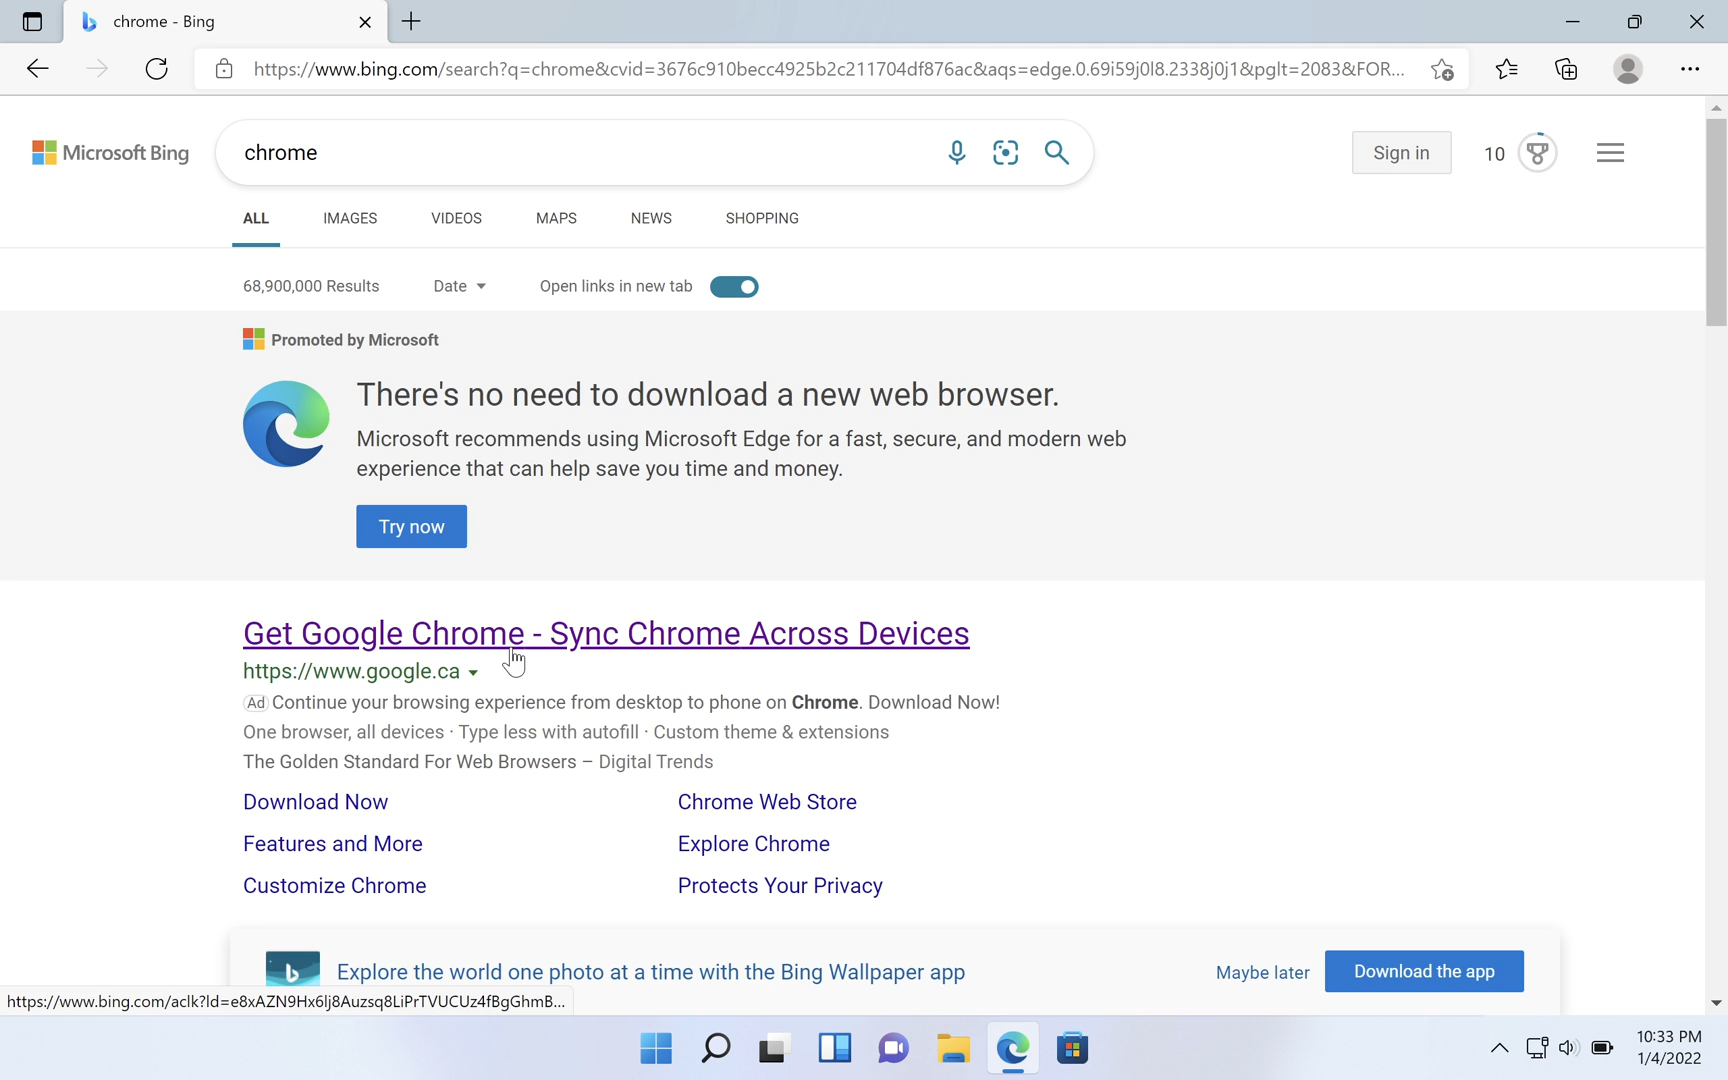 chrome - Bing
https://www.bing.com/search?q=chrome&cvid=3676c910becc4925b2c211704df876ac&aqs=edge.0.69i59j0l8.2338j0j1&pglt=2083&FOR...
Microsoft Bing
chrome
Sign in
10
ALL IMAGES VIDEOS MAPS NEWS SHOPPING
68,900,000 Results Date Open links in new tab
Promoted by Microsoft
There's no need to download a new web browser.
Microsoft recommends using Microsoft Edge for a fast, secure, and modern web
experience that can help save you time and money.
Try now
Get Google Chrome - Sync Chrome Across Devices
https://www.google.ca
Ad Continue your browsing experience from desktop to phone on Chrome. Download Now!
One browser, all devices · Type less with autofill · Custom theme & extensions
The Golden Standard For Web Browsers – Digital Trends
Download Now Chrome Web Store
Features and More Explore Chrome
Customize Chrome Protects Your Privacy
Explore the world one photo at a time with the Bing Wallpaper app
Maybe later Download the app
https://www.bing.com/aclk?ld=e8xAZN9Hx6lj8Auzsq8LiPrTVUCUz4fBgGhmB...
10:33 PM
1/4/2022